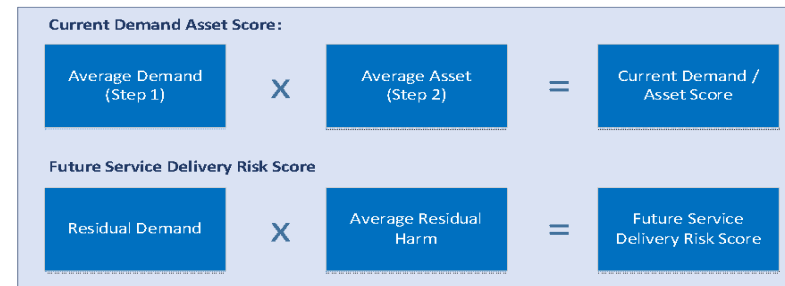 Current Demand Asset Score:
Average Demand
(Step 1)
X
Average Asset
(Step 2)
=
Current Demand /
Asset Score
Future Service Delivery Risk Score
Residual Demand
X
Average Residual
Harm
=
Future Service
Delivery Risk Score